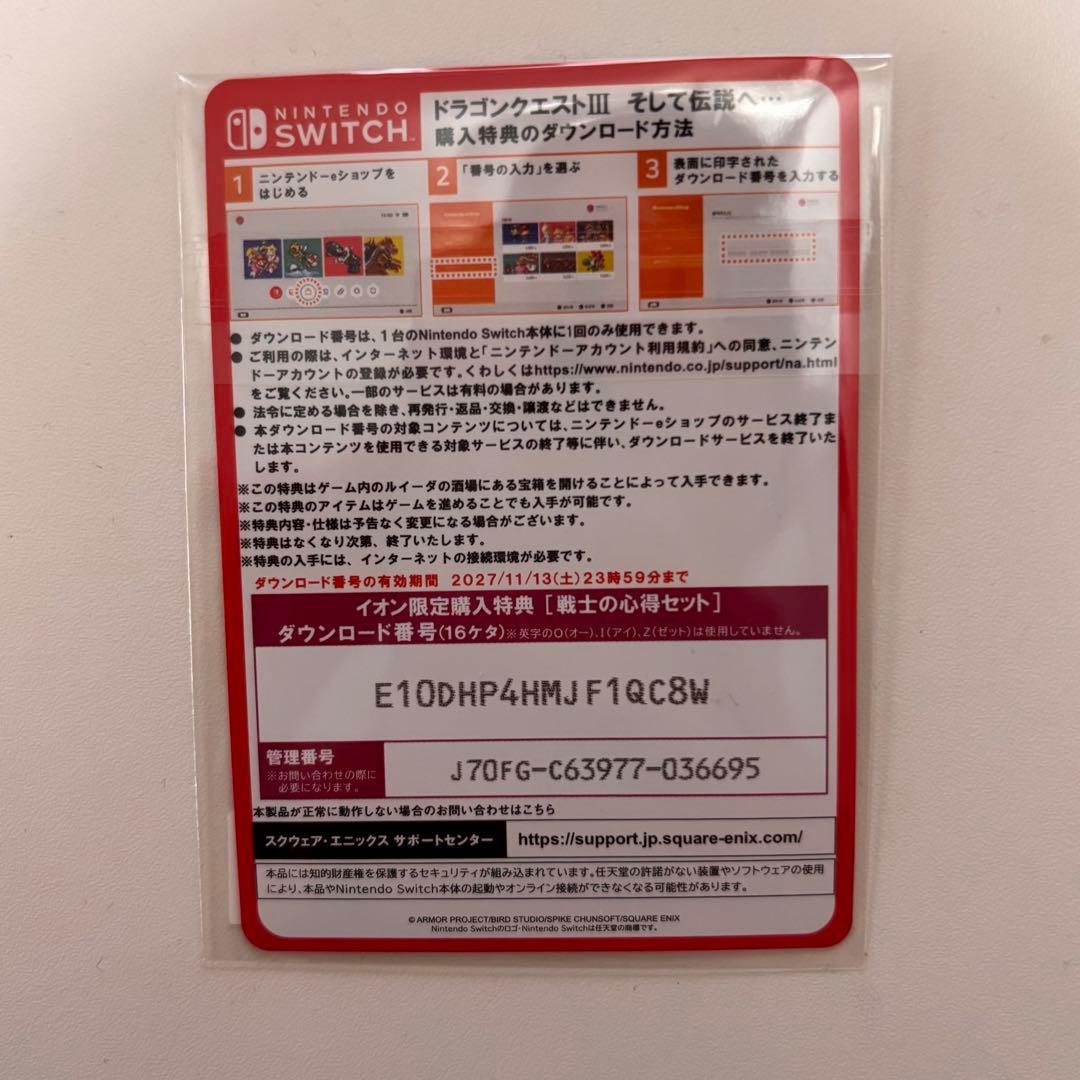 NINTENDO
SWITCH
ドラゴンクエストⅢ そして伝説へ…
購入特典のダウンロード方法
1 ニンテンドーeショップを
はじめる
2 「番号の入力」を選ぶ
3 表面に印字された
ダウンロード番号を入力する
● ダウンロード番号は、1台のNintendo Switch本体に1回のみ使用できます。
● ご利用の際は、インターネット環境と「ニンテンドーアカウント利用規約」への同意、ニンテン
ドーアカウントの登録が必要です。くわしくはhttps://www.nintendo.co.jp/support/na.html
をご覧ください。一部のサービスは有料の場合があります。
● 法令に定める場合を除き、再発行・返品・交換・譲渡などはできません。
● 本ダウンロード番号の対象コンテンツについては、ニンテンドーeショップのサービス終了ま
たは本コンテンツを使用できる対象サービスの終了等に伴い、ダウンロードサービスを終了いた
します。
※この特典はゲーム内のルイーダの酒場にある宝箱を開けることによって入手できます。
※この特典のアイテムはゲームを進めることでも入手が可能です。
※特典内容・仕様は予告なく変更になる場合がございます。
※特典はなくなり次第、終了いたします。
※特典の入手には、インターネットの接続環境が必要です。
ダウンロード番号の有効期間 2027/11/13(土)23時59分まで
イオン限定購入特典［戦士の心得セット］
ダウンロード番号(16ケタ)※英字のO(オー)、I(アイ)、Z(ゼット)は使用していません。
E10DHP4HMJF1QC8W
管理番号
※お問い合わせの際に
必要になります。
J70FG-C63977-036695
本製品が正常に動作しない場合のお問い合わせはこちら
スクウェア・エニックス サポートセンター
https://support.jp.square-enix.com/
本品には知的財産権を保護するセキュリティが組み込まれています。任天堂の許諾がない装置やソフトウェアの使用
により、本品やNintendo Switch本体の起動やオンライン接続ができなくなる可能性があります。
© ARMOR PROJECT/BIRD STUDIO/SPIKE CHUNSOFT/SQUARE ENIX
Nintendo Switchのロゴ・Nintendo Switchは任天堂の商標です。